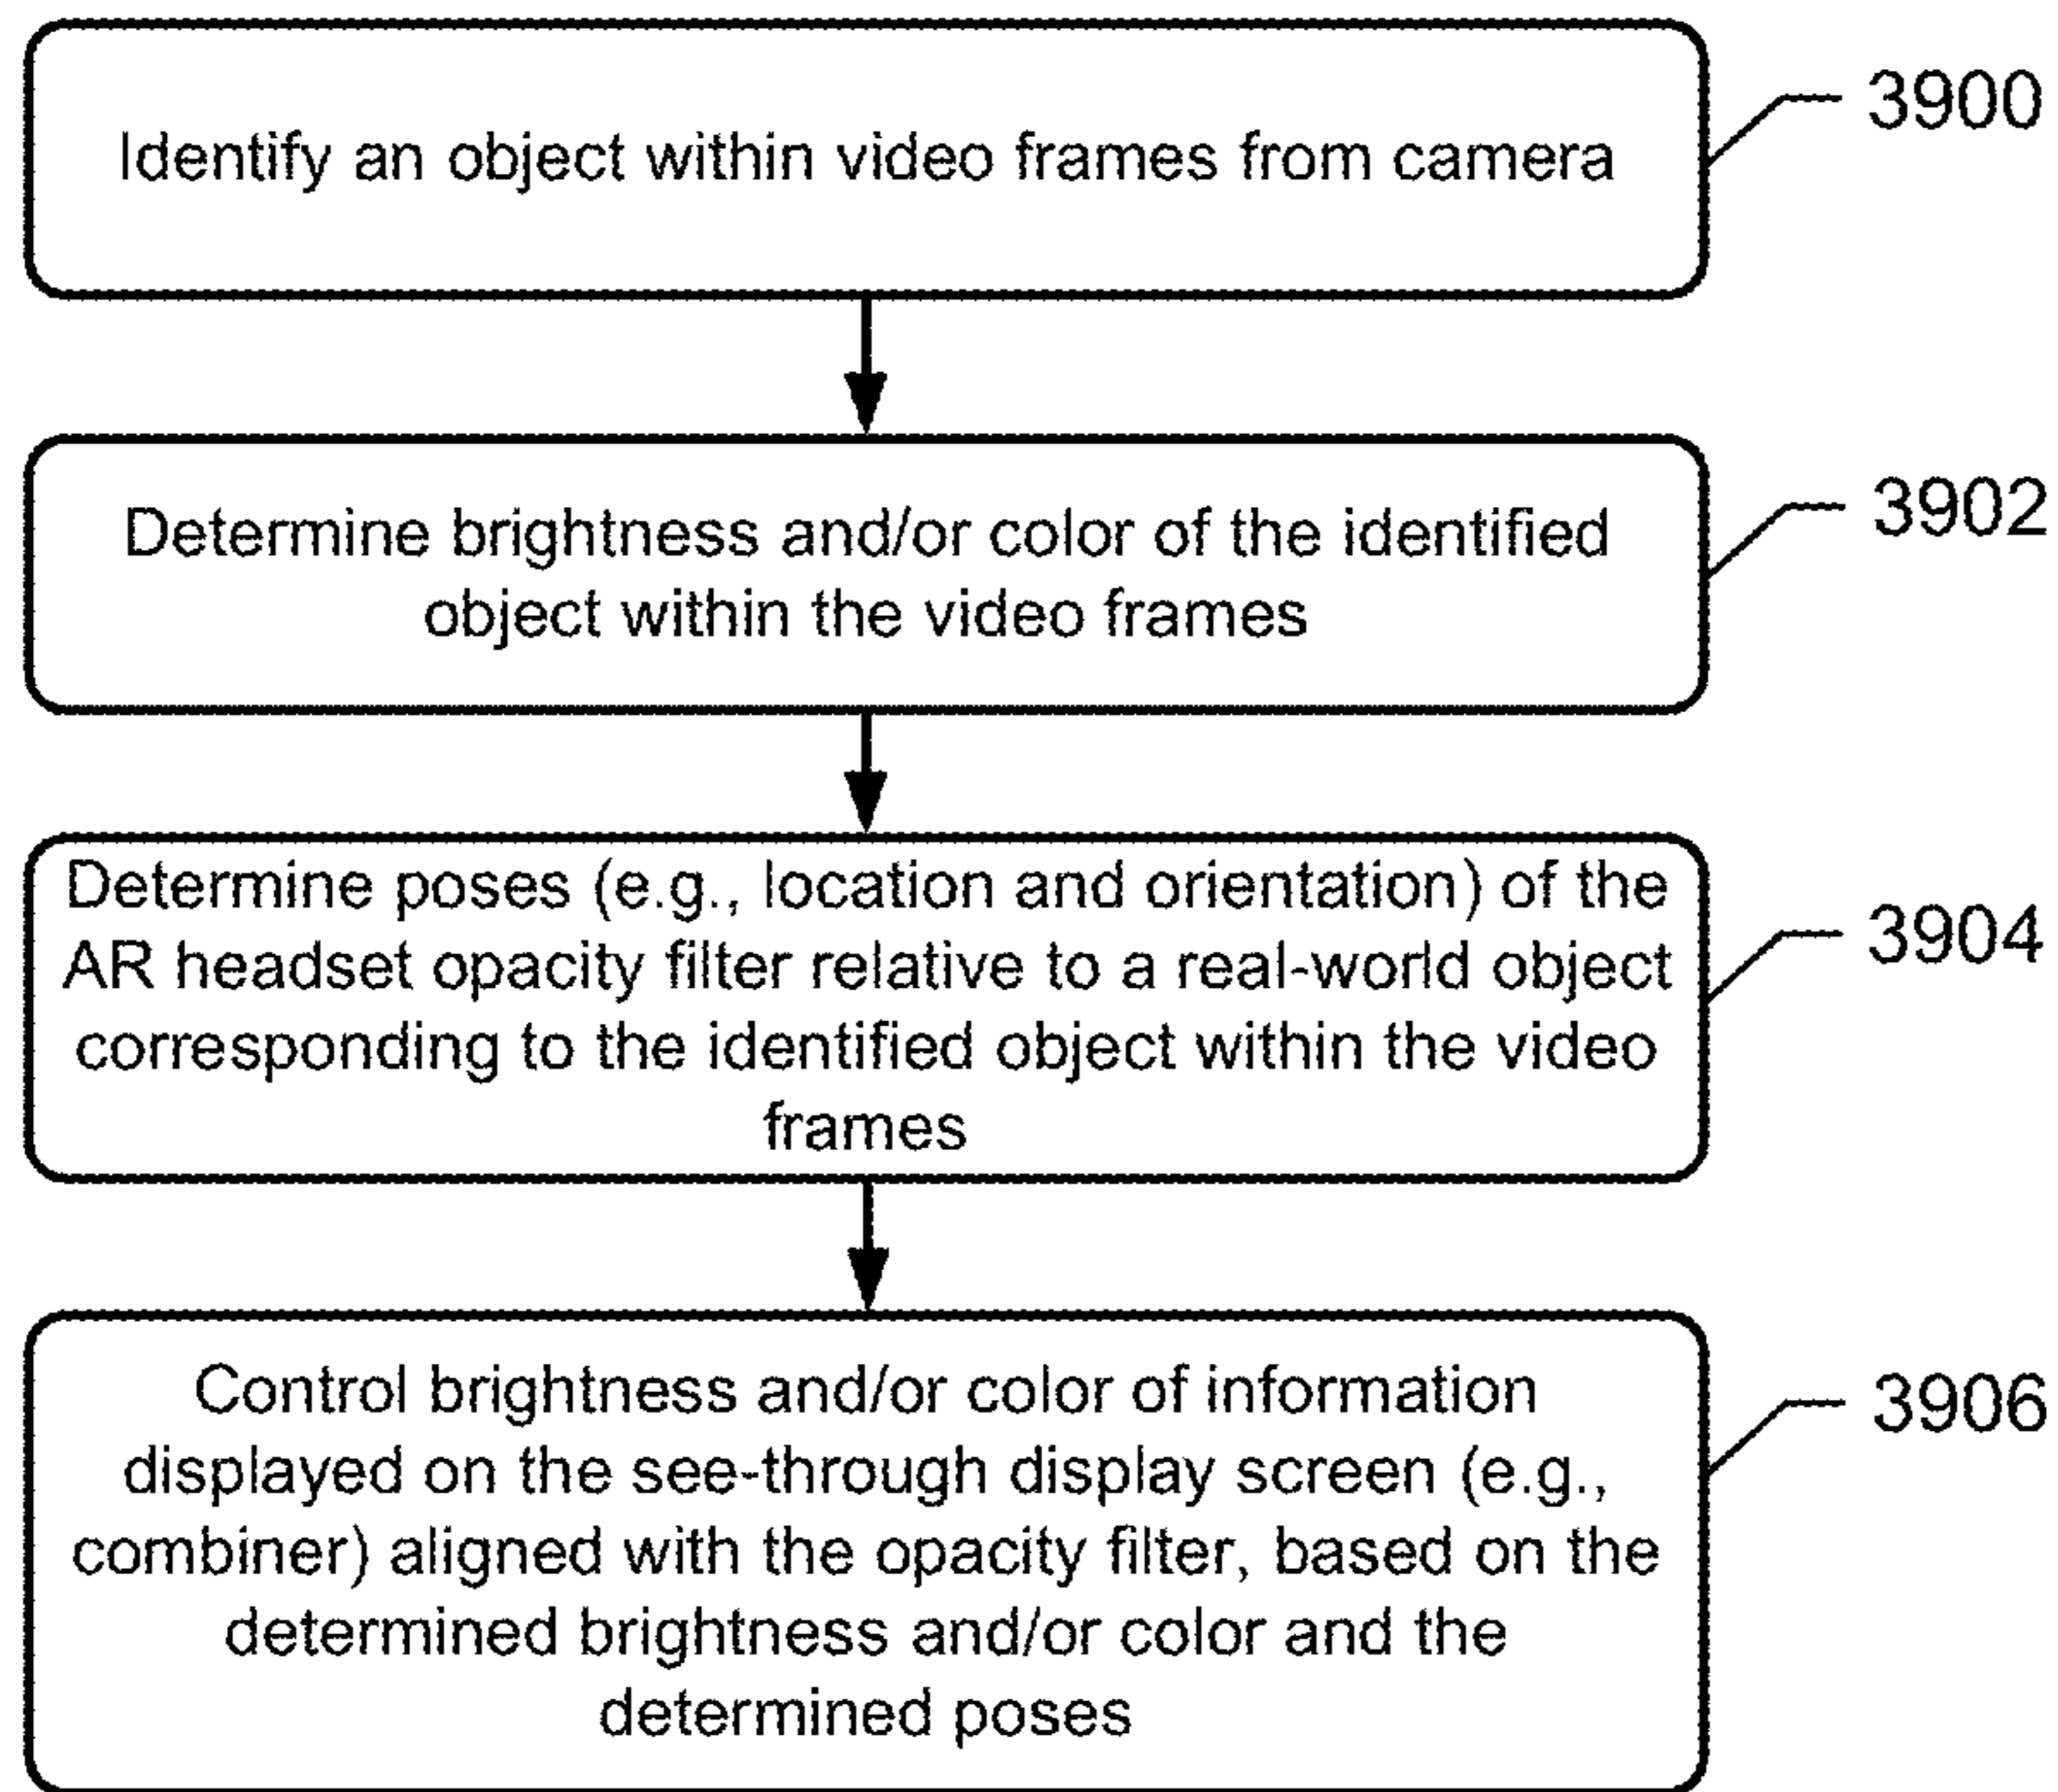 Identify an object within video frames from camera
3900
Determine brightness and/or color of the identified
object within the video frames
3902
Determine poses (e.g., location and orientation) of the
AR headset opacity filter relative to a real-world object
corresponding to the identified object within the video
frames
3904
Control brightness and/or color of information
displayed on the see-through display screen (e.g.,
combiner) aligned with the opacity filter, based on the
determined brightness and/or color and the
determined poses
3906